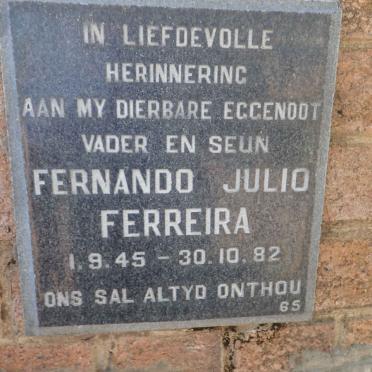 IN LIEFDEVOLLE
HERINNERING
AAN MY DIERBARE EGGENOOT
VADER EN SEUN
FERNANDO JULIO
FERREIRA
1.9.45 - 30.10.82
ONS SAL ALTYD ONTHOU
65